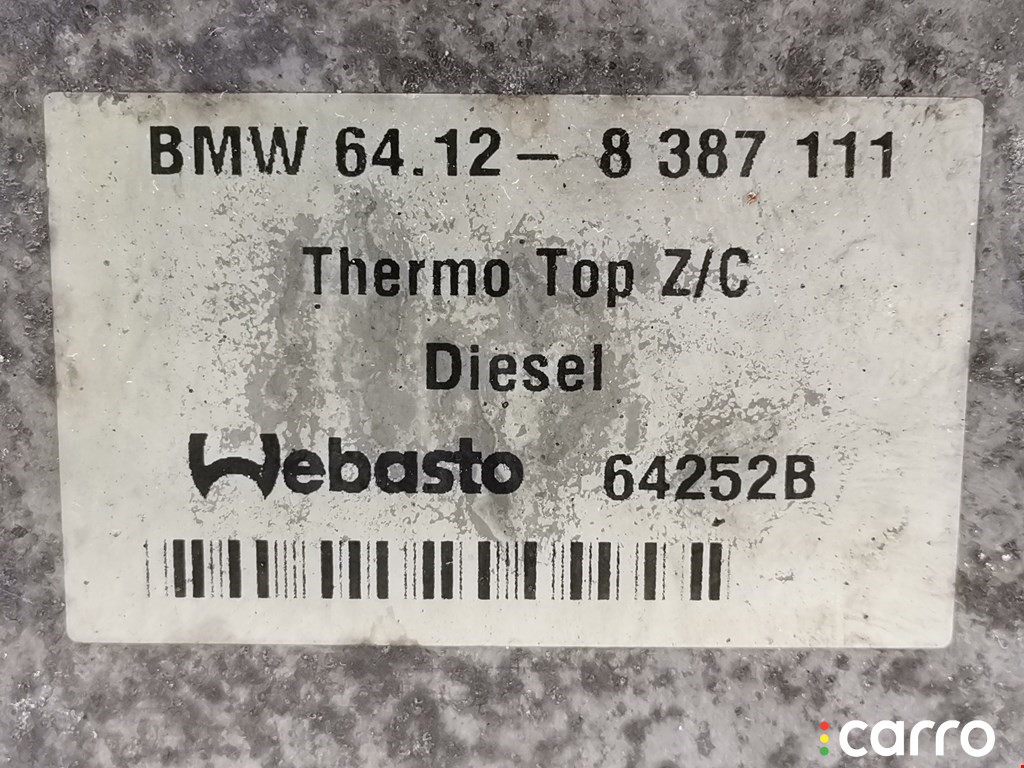 BMW 64.12 – 8 387 111
Thermo Top Z/C
Diesel
Webasto 64252B
carro